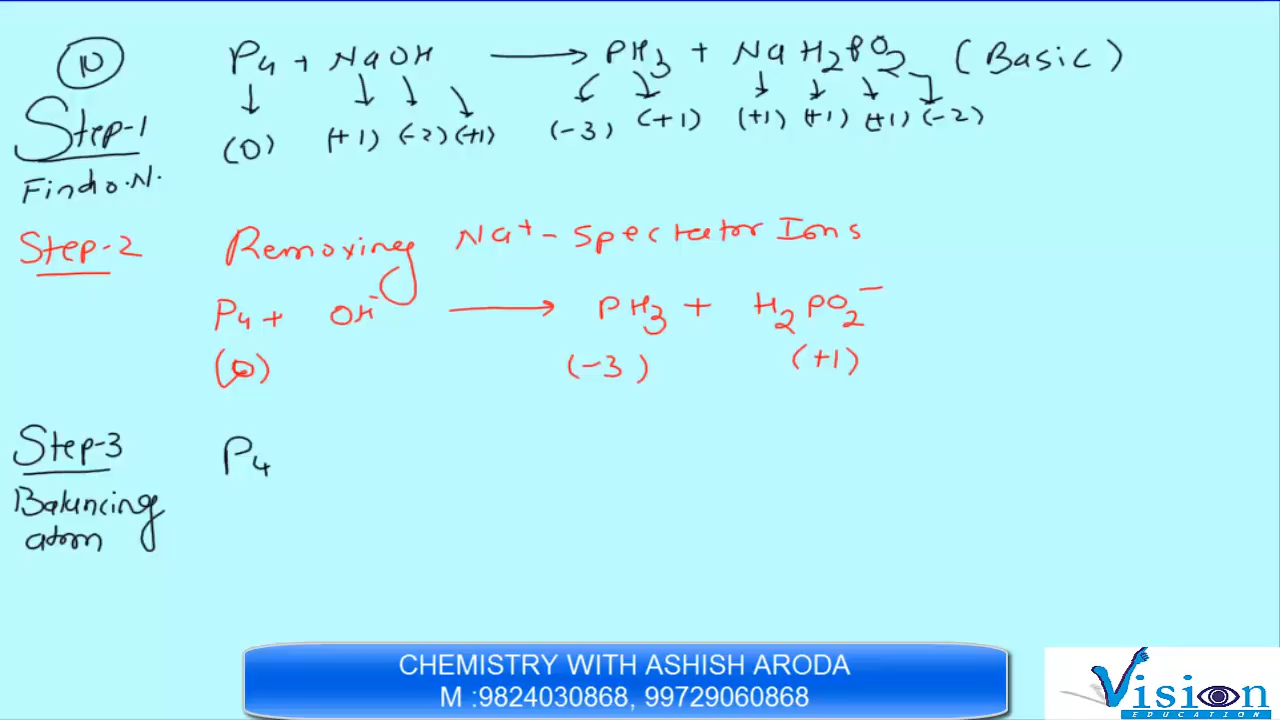 10 P4 + NaOH ⟶ PH3 + NaH2PO2 (Basic)
Step-1 (0) (+1) (-2) (+1) (-3) (+1) (+1) (+1) (+1) (-2)
Find O.N.
Step-2 Removing Na+ - Spectator Ions
P4 + OH- ⟶ PH3 + H2PO2-
(0) (-3) (+1)
Step-3 P4
Balancing
atom
CHEMISTRY WITH ASHISH ARODA
M :9824030868, 99729060868
Vision
EDUCATION